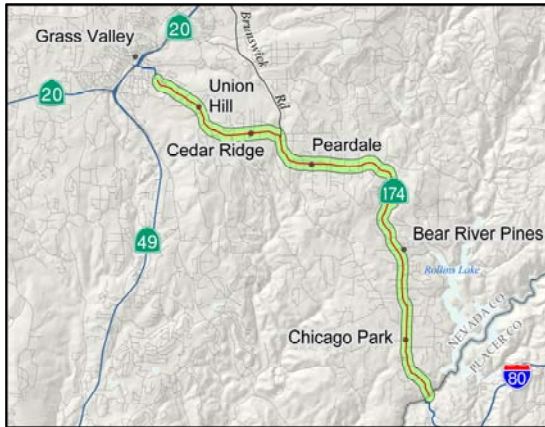 20
Grass Valley
Brunswick
Rd
20
Union
Hill
Cedar Ridge
Peardale
174
49
Bear River Pines
Rollins Lake
NEVADA CO
PLACER CO
Chicago Park
80